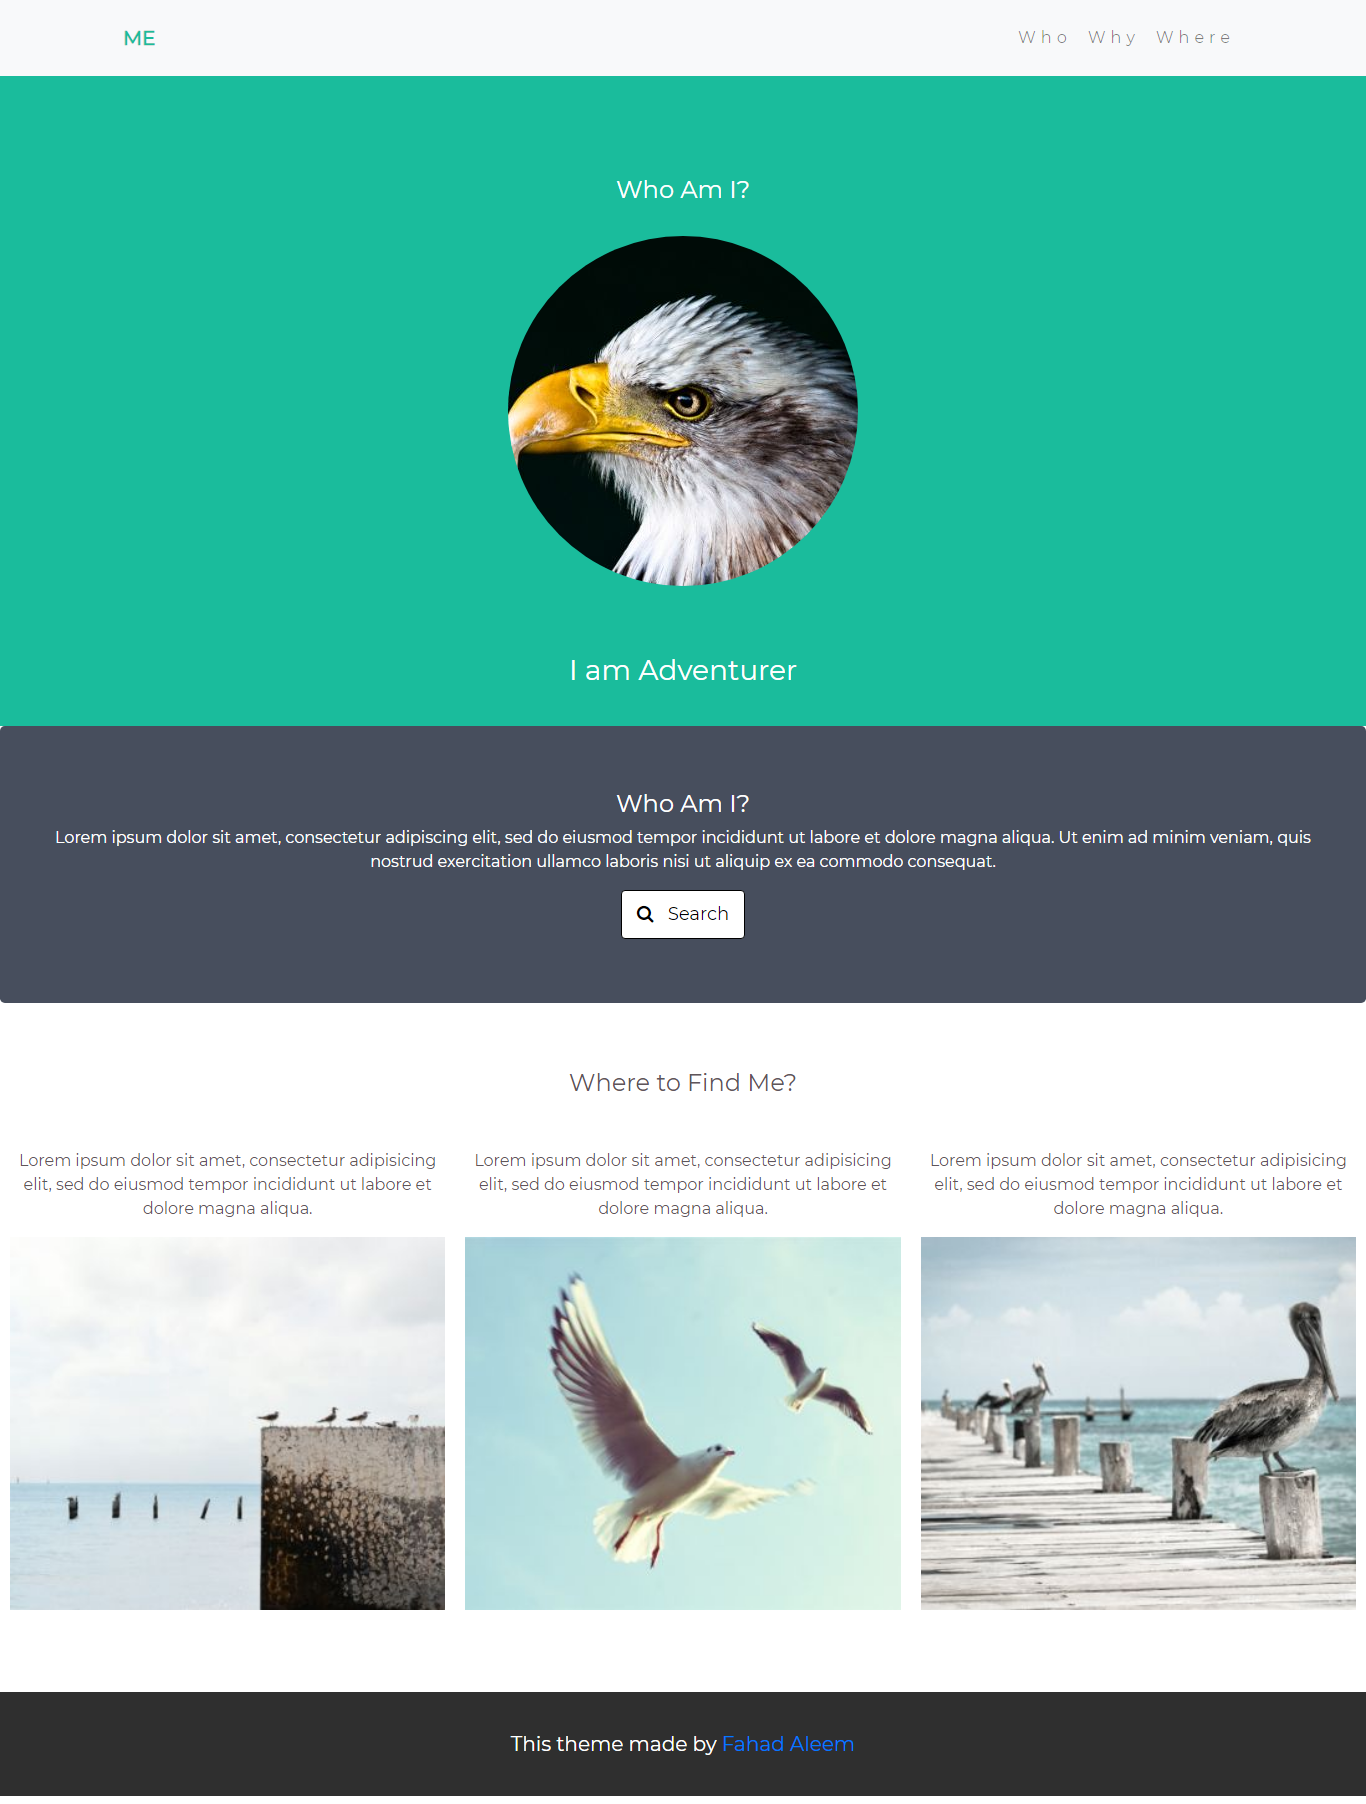 ME
Who Why Where
Who Am I?
I am Adventurer
Who Am I?
Lorem ipsum dolor sit amet, consectetur adipiscing elit, sed do eiusmod tempor incididunt ut labore et dolore magna aliqua. Ut enim ad minim veniam, quis
nostrud exercitation ullamco laboris nisi ut aliquip ex ea commodo consequat.
Search
Where to Find Me?
Lorem ipsum dolor sit amet, consectetur adipisicing
elit, sed do eiusmod tempor incididunt ut labore et
dolore magna aliqua.
Lorem ipsum dolor sit amet, consectetur adipisicing
elit, sed do eiusmod tempor incididunt ut labore et
dolore magna aliqua.
Lorem ipsum dolor sit amet, consectetur adipisicing
elit, sed do eiusmod tempor incididunt ut labore et
dolore magna aliqua.
This theme made by Fahad Aleem